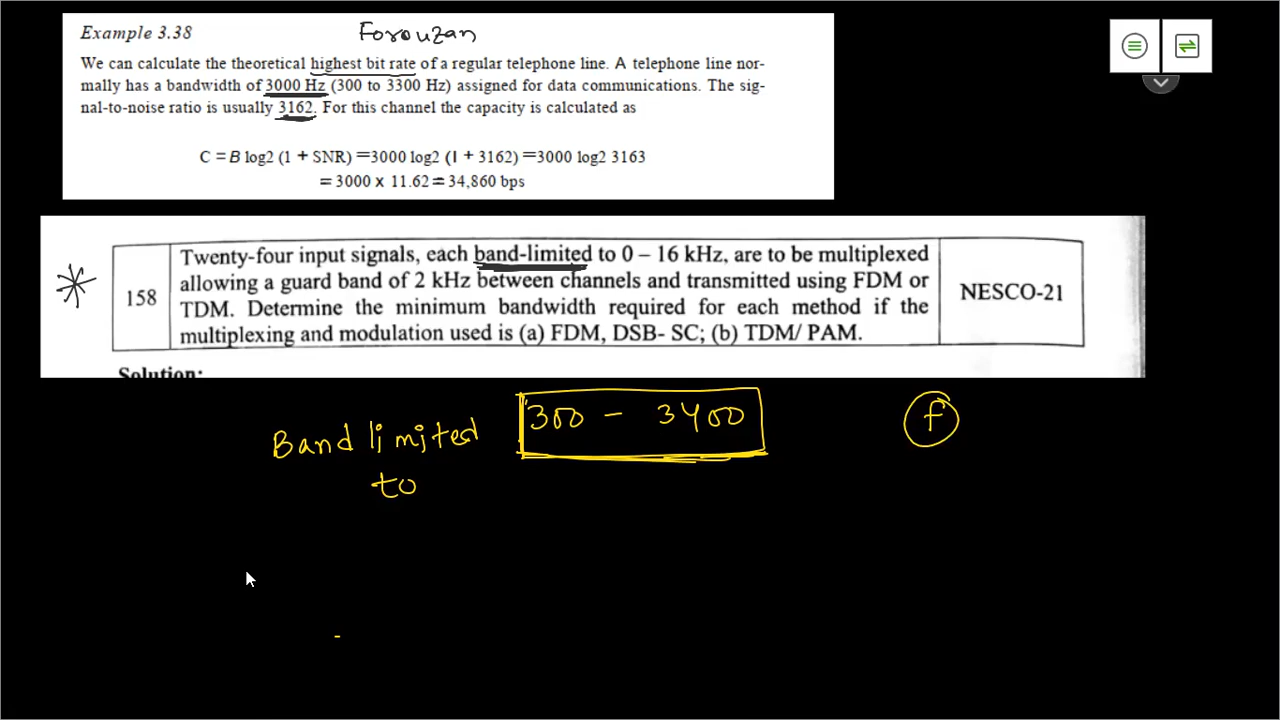 Example 3.38
Forouzan
We can calculate the theoretical highest bit rate of a regular telephone line. A telephone line nor-
mally has a bandwidth of 3000 Hz (300 to 3300 Hz) assigned for data communications. The sig-
nal-to-noise ratio is usually 3162. For this channel the capacity is calculated as
C = B log2 (1 + SNR) =3000 log2 (1 + 3162) =3000 log2 3163
= 3000 x 11.62 = 34,860 bps
158
Twenty-four input signals, each band-limited to 0 – 16 kHz, are to be multiplexed
allowing a guard band of 2 kHz between channels and transmitted using FDM or
TDM. Determine the minimum bandwidth required for each method if the
multiplexing and modulation used is (a) FDM, DSB- SC; (b) TDM/ PAM.
NESCO-21
Solution:
Band limited to
300 - 3400
f